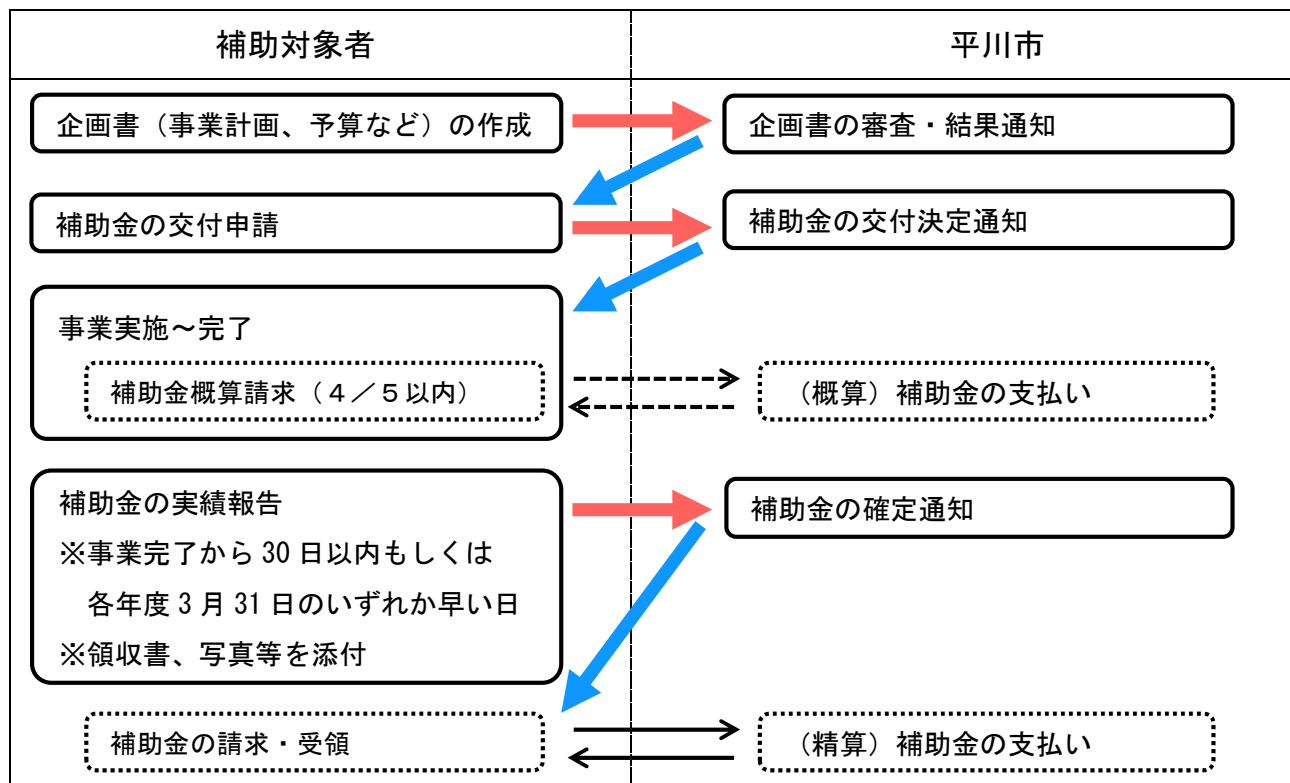 補助対象者
平川市
企画書（事業計画、予算など）の作成
企画書の審査・結果通知
補助金の交付申請
補助金の交付決定通知
事業実施～完了
補助金概算請求（４／５以内）
（概算）補助金の支払い
補助金の実績報告
※事業完了から 30 日以内もしくは
各年度 3 月 31 日のいずれか早い日
※領収書、写真等を添付
補助金の確定通知
補助金の請求・受領
（精算）補助金の支払い